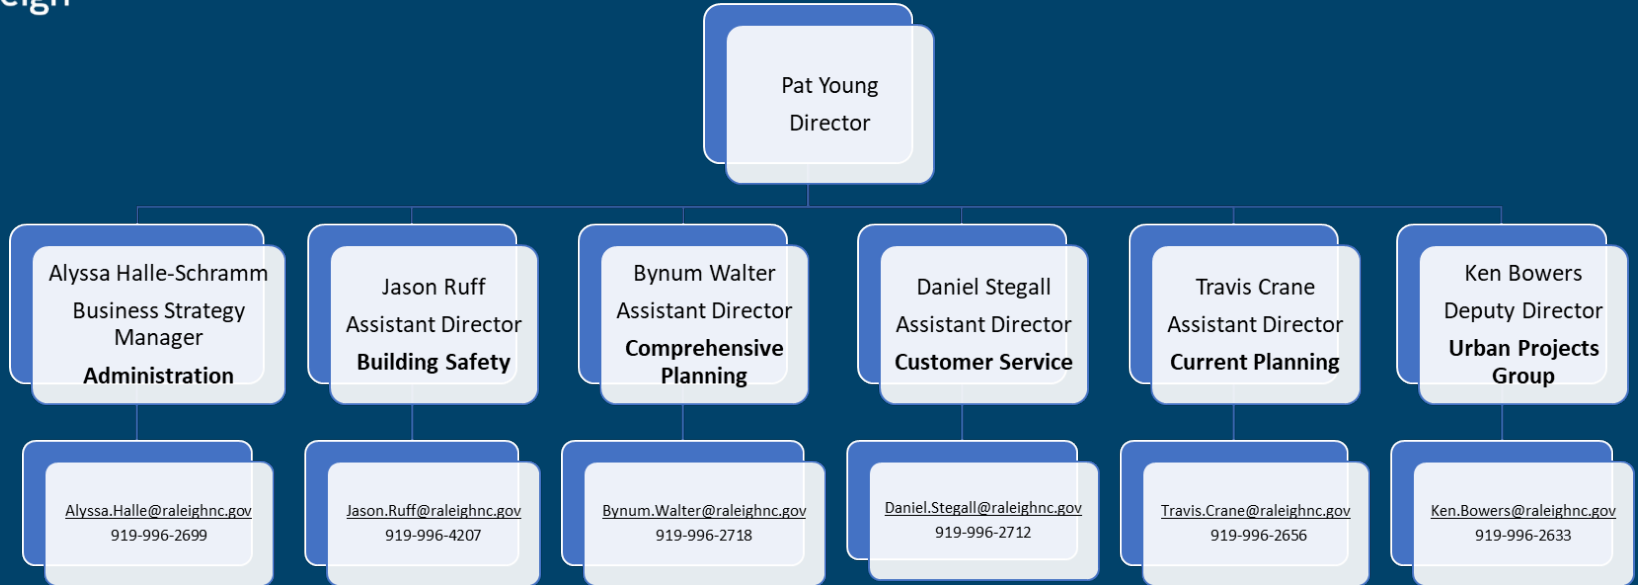 Pat Young
Director
Alyssa Halle-Schramm
Business Strategy
Manager
Administration
Jason Ruff
Assistant Director
Building Safety
Bynum Walter
Assistant Director
Comprehensive
Planning
Daniel Stegall
Assistant Director
Customer Service
Travis Crane
Assistant Director
Current Planning
Ken Bowers
Deputy Director
Urban Projects
Group
Alyssa.Halle@raleighnc.gov
919-996-2699
Jason.Ruff@raleighnc.gov
919-996-4207
Bynum.Walter@raleighnc.gov
919-996-2718
Daniel.Stegall@raleighnc.gov
919-996-2712
Travis.Crane@raleighnc.gov
919-996-2656
Ken.Bowers@raleighnc.gov
919-996-2633